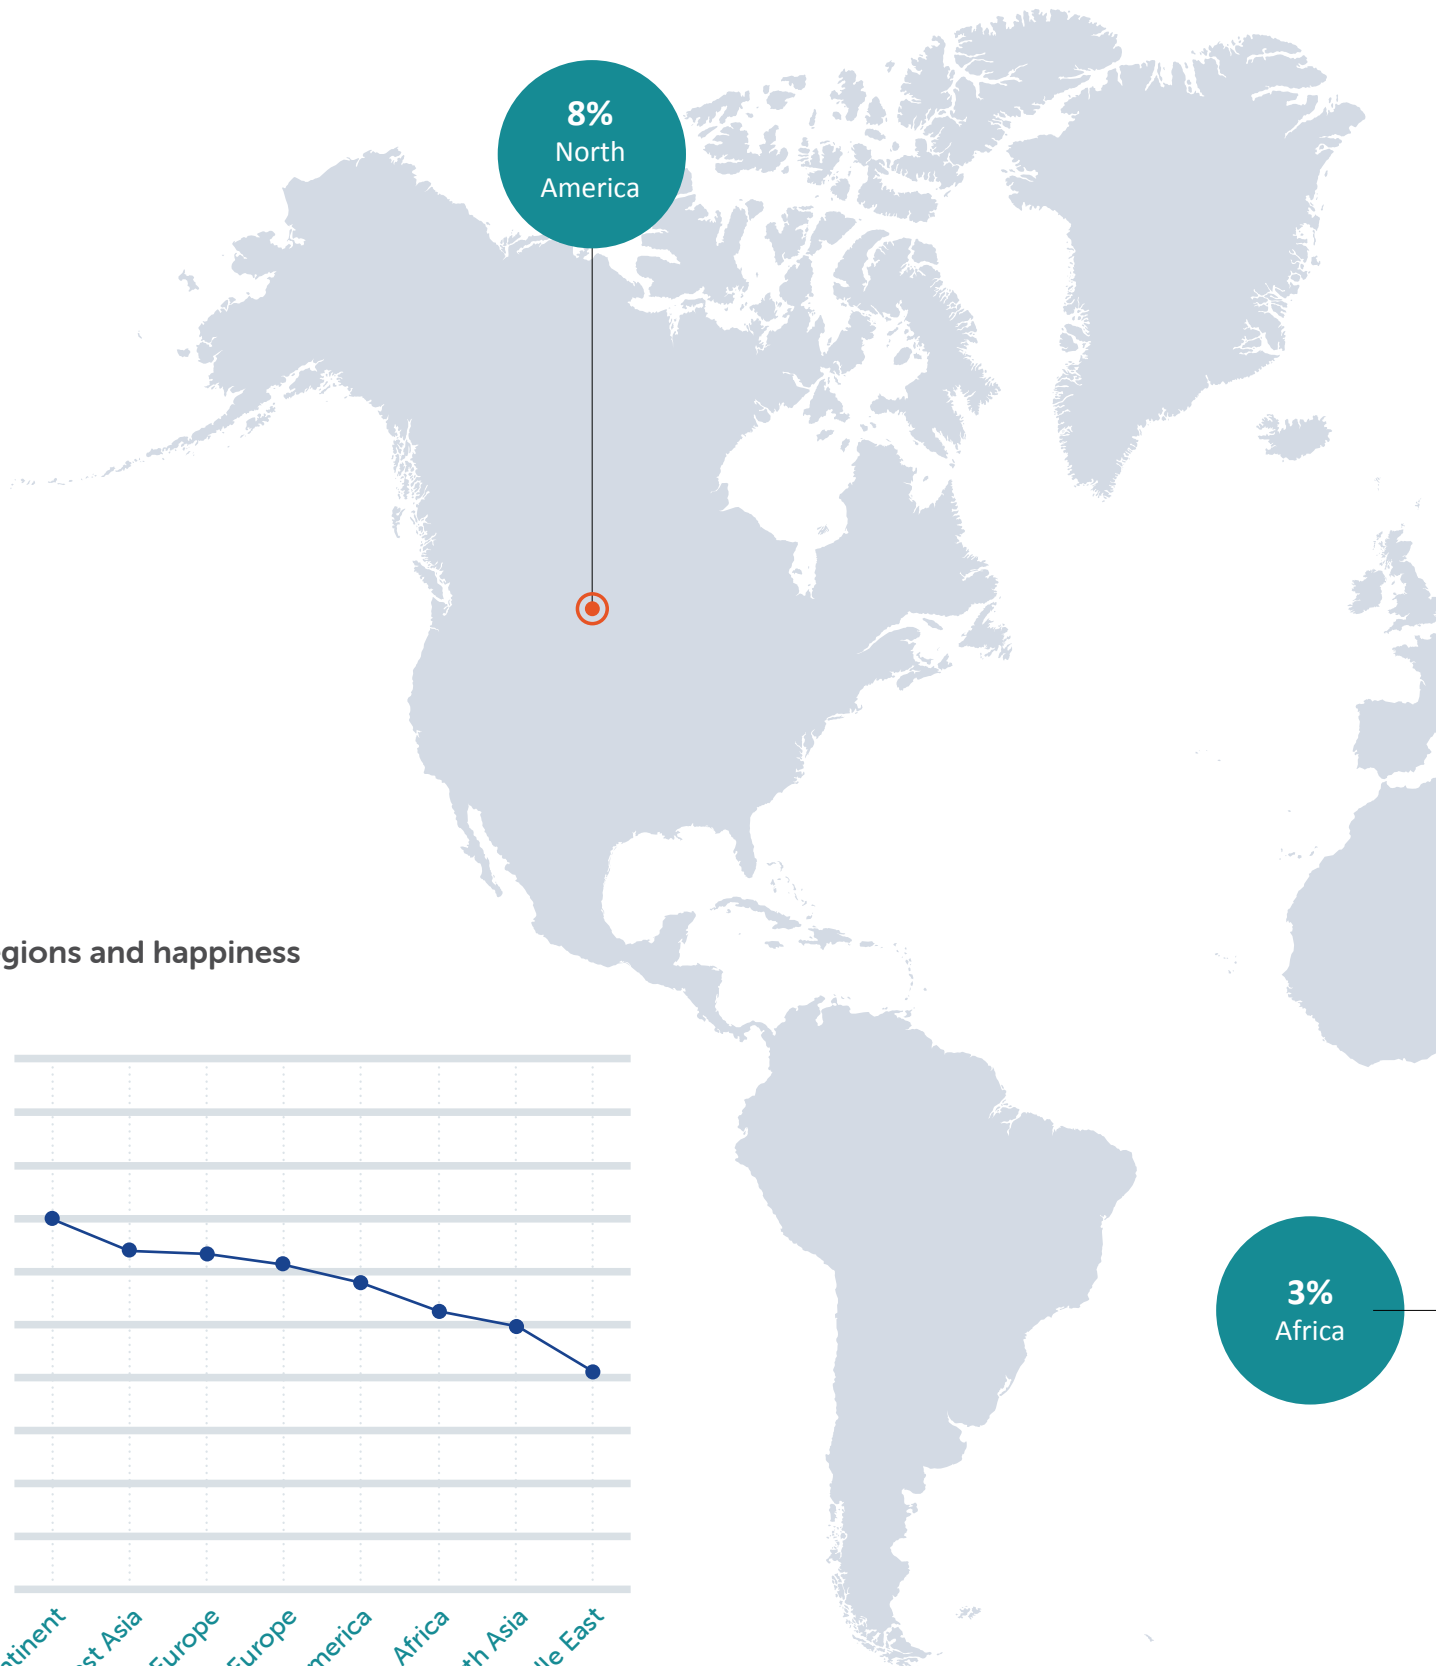 8%
North
America
gions and happiness
3%
Africa
tinent
st Asia
Europe
Europe
merica
Africa
th Asia
le East